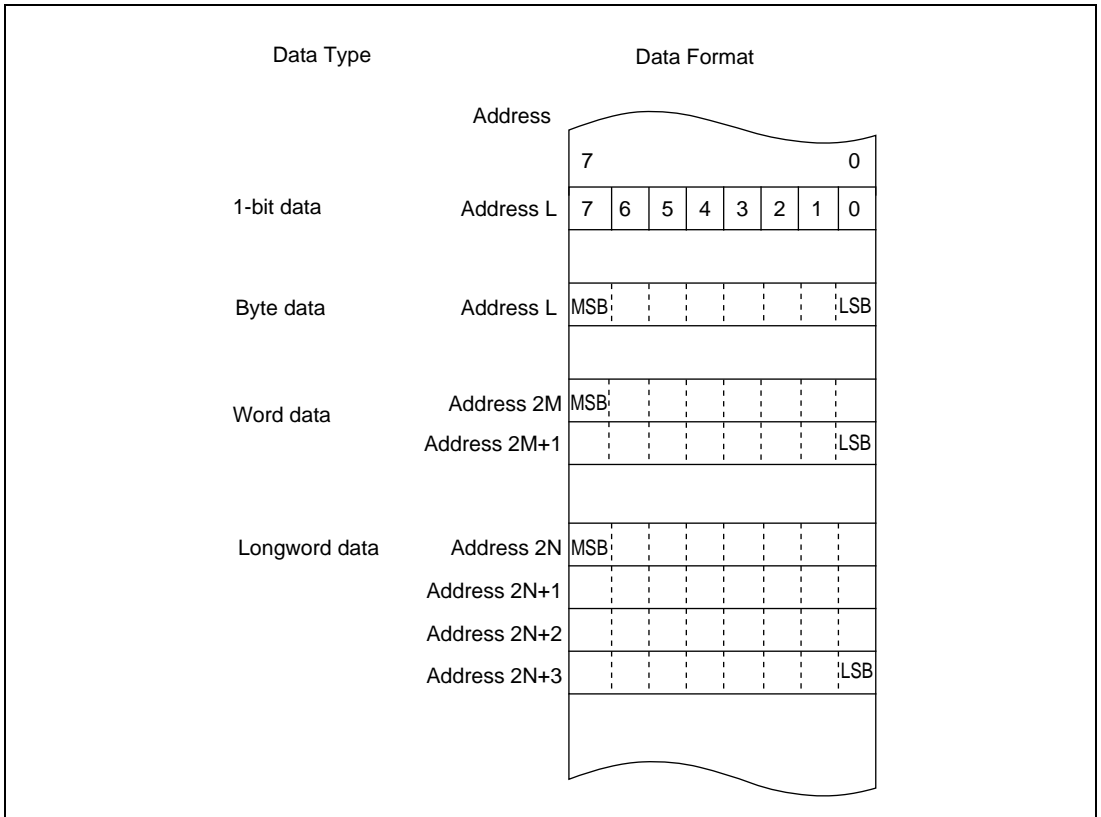 Data Type Data Format
Address
7 0
1-bit data Address L 7 6 5 4 3 2 1 0
Byte data Address L MSB LSB
Word data Address 2M MSB
Address 2M+1 LSB
Longword data Address 2N MSB
Address 2N+1
Address 2N+2
Address 2N+3 LSB